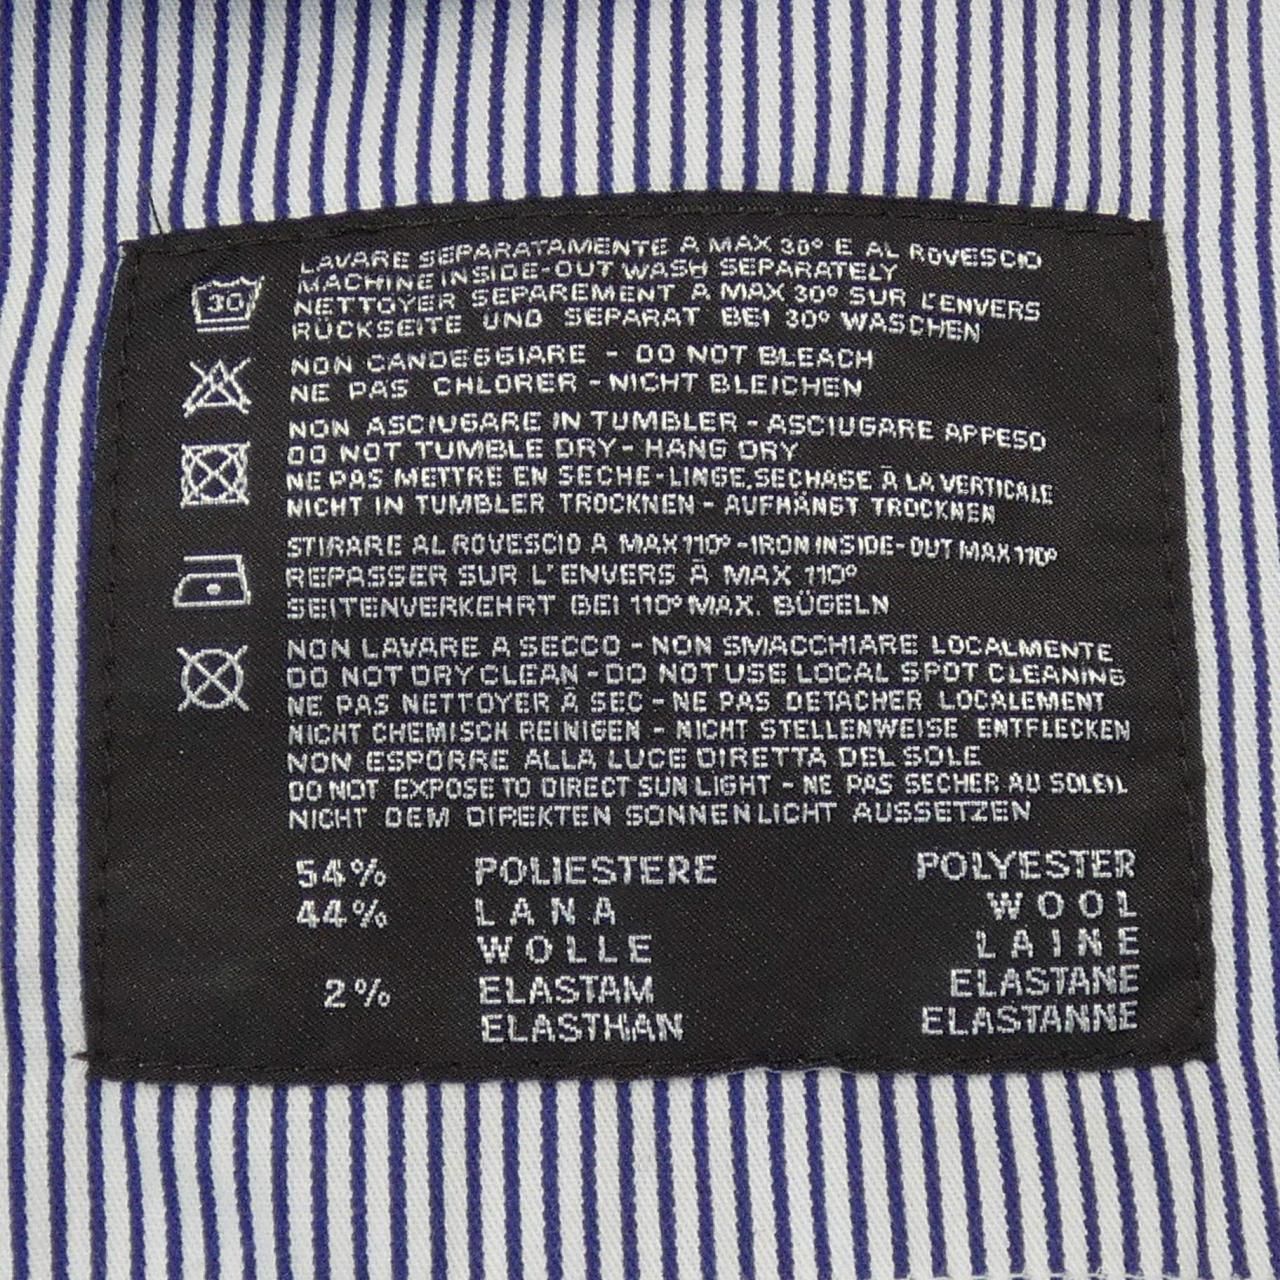 30
LAVARE SEPARATAMENTE A MAX 30° E AL ROVESCIO
MACHINE INSIDE-OUT WASH SEPARATELY
NETTOYER SEPAREMENT A MAX 30° SUR L'ENVERS
RÜCKSEITE UND SEPARAT BEI 30° WASCHEN
NON CANDEGGIARE - DO NOT BLEACH
NE PAS CHLORER - NICHT BLEICHEN
NON ASCIUGARE IN TUMBLER - ASCIUGARE APPESO
DO NOT TUMBLE DRY - HANG DRY
NE PAS METTRE EN SECHE-LINGE, SECHAGE À LA VERTICALE
NICHT IN TUMBLER TROCKNEN - AUFHÄNGT TROCKNEN
STIRARE AL ROVESCIO A MAX 110° - IRON INSIDE-OUT MAX 110°
REPASSER SUR L'ENVERS À MAX 110°
SEITENVERKEHRT BEI 110° MAX. BÜGELN
NON LAVARE A SECCO - NON SMACCHIARE LOCALMENTE
DO NOT DRY CLEAN - DO NOT USE LOCAL SPOT CLEANING
NE PAS NETTOYER À SEC - NE PAS DETACHER LOCALEMENT
NICHT CHEMISCH REINIGEN - NICHT STELLENWEISE ENTFLECKEN
NON ESPORRE ALLA LUCE DIRETTA DEL SOLE
DO NOT EXPOSE TO DIRECT SUN LIGHT - NE PAS SECHER AU SOLEIL
NICHT DEM DIREKTEN SONNENLICHT AUSSETZEN
54% POLIESTERE POLYESTER
44% LANA WOOL
WOLLE LAINE
2% ELASTAM ELASTANE
ELASTHAN ELASTANNE